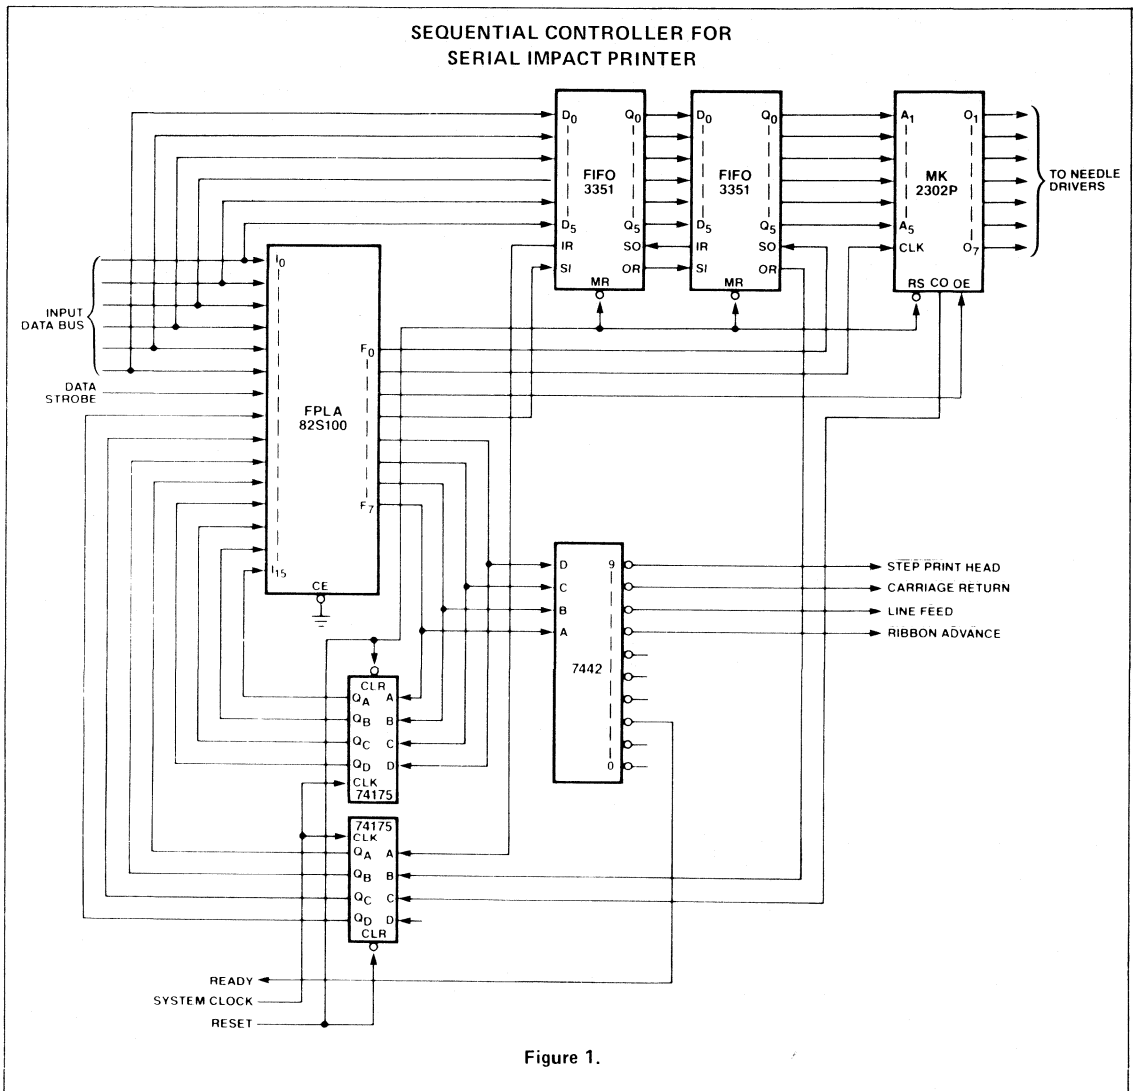 SEQUENTIAL CONTROLLER FOR
SERIAL IMPACT PRINTER
D0 Q0
D0 Q0
A1 O1
FIFO
3351
FIFO
3351
MK
2302P
TO NEEDLE
DRIVERS
D5 Q5
D5 Q5
A5
IR SO
IR SO
CLK O7
SI OR
SI OR
MR
MR
RS CO OE
INPUT
DATA BUS
I0
F0
DATA
STROBE
FPLA
82S100
F7
I15
CE
D 9
C
B
A
7442
0
STEP PRINT HEAD
CARRIAGE RETURN
LINE FEED
RIBBON ADVANCE
CLR
QA A
QB B
QC C
QD D
CLK
74175
74175
CLK
QA A
QB B
QC C
QD D
CLR
READY
SYSTEM CLOCK
RESET
Figure 1.